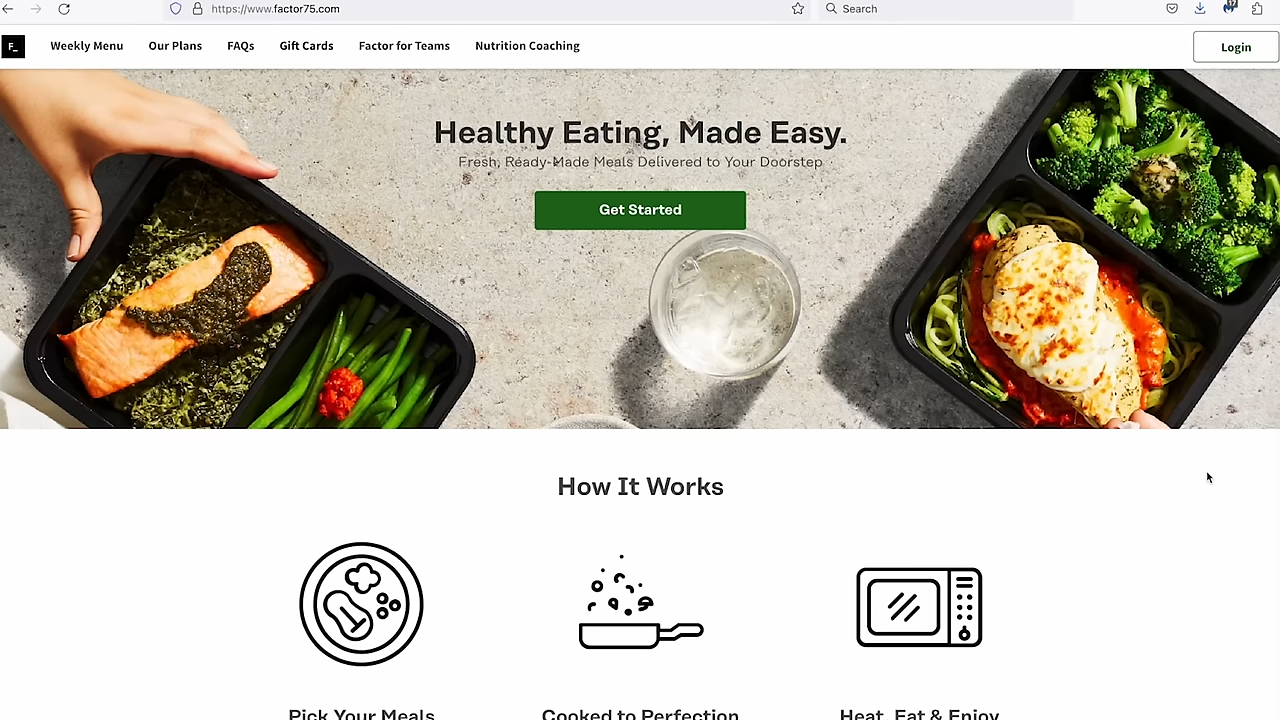 https://www.factor75.com
Search
F_
Weekly Menu
Our Plans
FAQs
Gift Cards
Factor for Teams
Nutrition Coaching
Login
Healthy Eating, Made Easy.
Fresh, Ready-Made Meals Delivered to Your Doorstep
Get Started
How It Works
Pick Your Meals
Cooked to Perfection
Heat, Eat & Enjoy